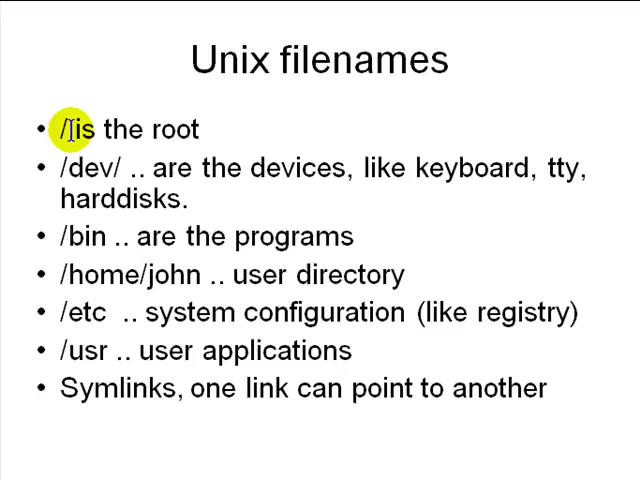 Unix filenames
• / is the root
• /dev/ .. are the devices, like keyboard, tty,
harddisks.
• /bin .. are the programs
• /home/john .. user directory
• /etc .. system configuration (like registry)
• /usr .. user applications
• Symlinks, one link can point to another